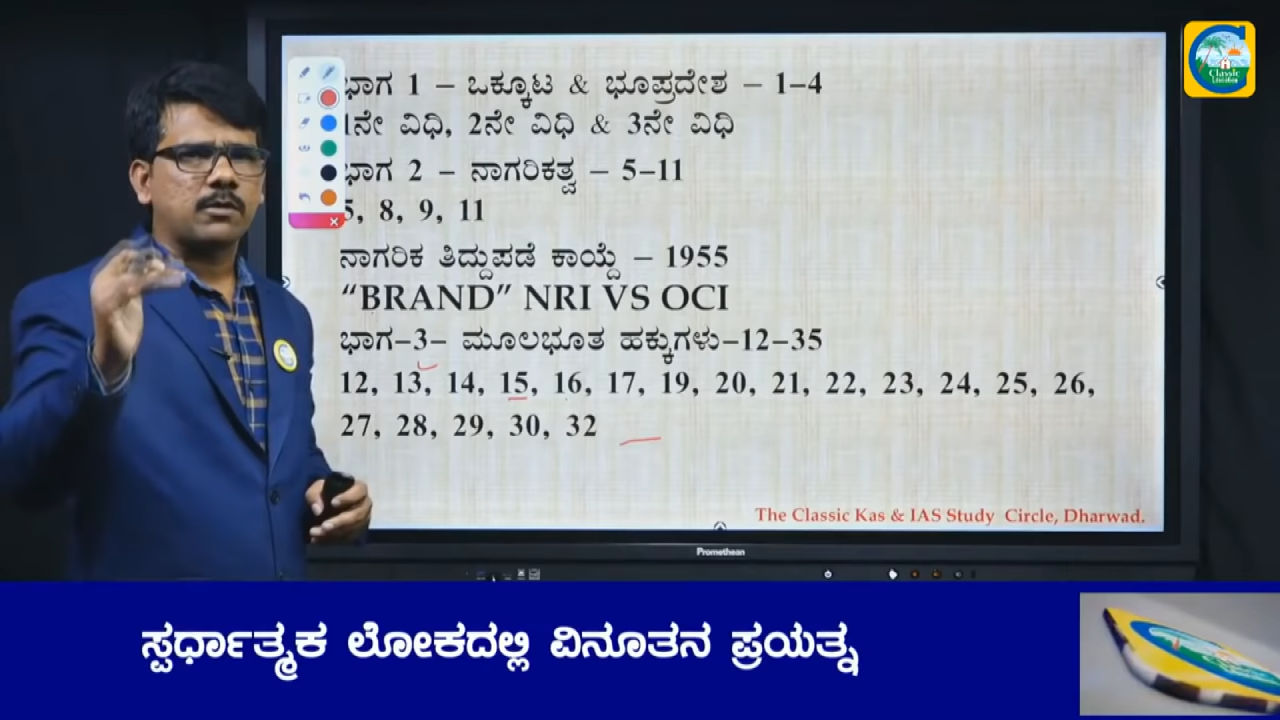 ಭಾಗ 1 – ಒಕ್ಕೂಟ & ಭೂಪ್ರದೇಶ – 1–4
1ನೇ ವಿಧಿ, 2ನೇ ವಿಧಿ & 3ನೇ ವಿಧಿ
ಭಾಗ 2 – ನಾಗರಿಕತ್ವ – 5–11
5, 8, 9, 11
ನಾಗರಿಕ ತಿದ್ದುಪಡೆ ಕಾಯ್ದೆ – 1955
“BRAND” NRI VS OCI
ಭಾಗ–3– ಮೂಲಭೂತ ಹಕ್ಕುಗಳು–12–35
12, 13, 14, 15, 16, 17, 19, 20, 21, 22, 23, 24, 25, 26,
27, 28, 29, 30, 32
The Classic Kas & IAS Study Circle, Dharwad.
Promethean
Classic
ಸ್ಪರ್ಧಾತ್ಮಕ ಲೋಕದಲ್ಲಿ ವಿನೂತನ ಪ್ರಯತ್ನ